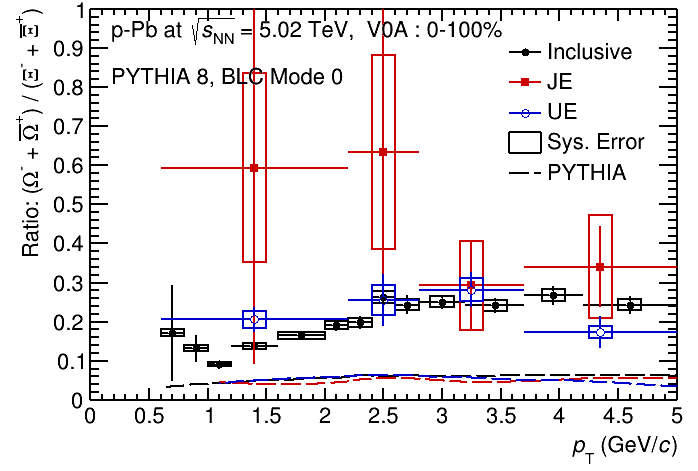 p-Pb at √sNN = 5.02 TeV, V0A : 0-100%
PYTHIA 8, BLC Mode 0
Inclusive
JE
UE
Sys. Error
PYTHIA
Ratio: (Ω⁻ + Ω̅⁺) / (Ξ⁻ + Ξ̅⁺)
1
0.9
0.8
0.7
0.6
0.5
0.4
0.3
0.2
0.1
0
0 0.5 1 1.5 2 2.5 3 3.5 4 4.5 5
pT (GeV/c)